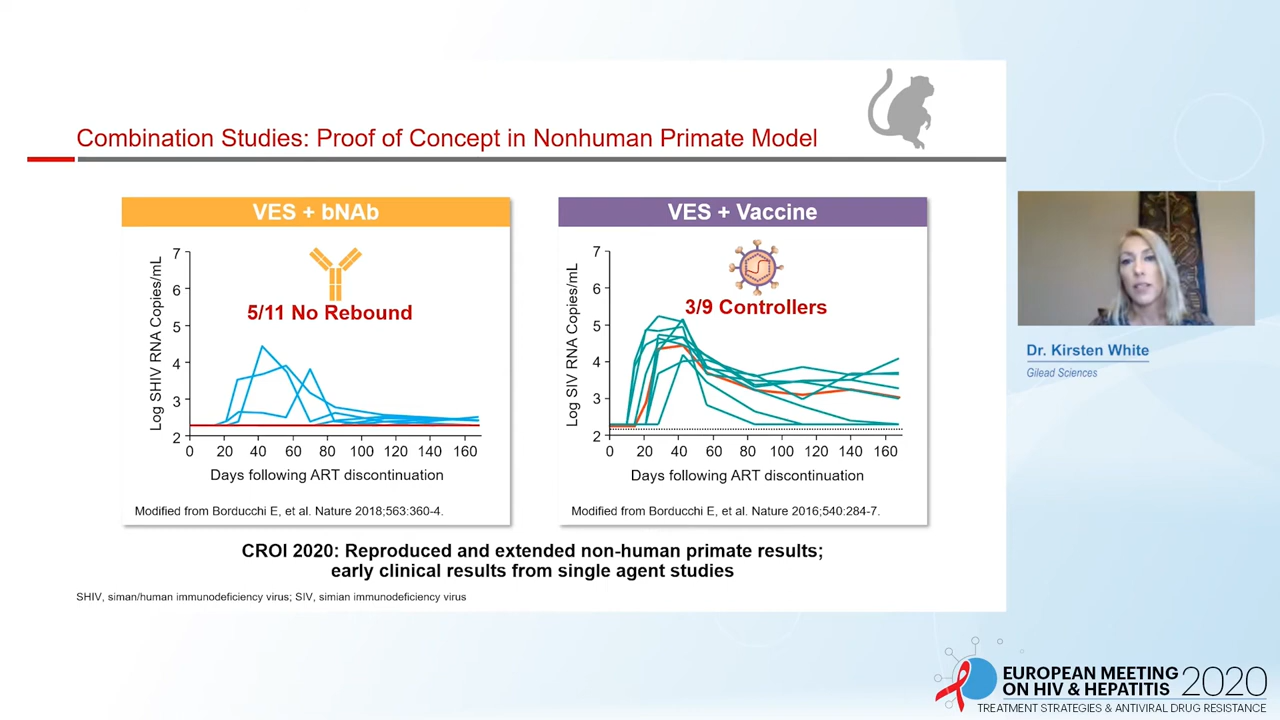 Combination Studies: Proof of Concept in Nonhuman Primate Model
VES + bNAb
Log SHIV RNA Copies/mL
7
6
5
4
3
2
5/11 No Rebound
0 20 40 60 80 100 120 140 160
Days following ART discontinuation
Modified from Borducchi E, et al. Nature 2018;563:360-4.
VES + Vaccine
Log SIV RNA Copies/mL
7
6
5
4
3
2
3/9 Controllers
0 20 40 60 80 100 120 140 160
Days following ART discontinuation
Modified from Borducchi E, et al. Nature 2016;540:284-7.
CROI 2020: Reproduced and extended non-human primate results;
early clinical results from single agent studies
SHIV, siman/human immunodeficiency virus; SIV, simian immunodeficiency virus
Dr. Kirsten White
Gilead Sciences
EUROPEAN MEETING
ON HIV & HEPATITIS 2020
TREATMENT STRATEGIES & ANTIVIRAL DRUG RESISTANCE